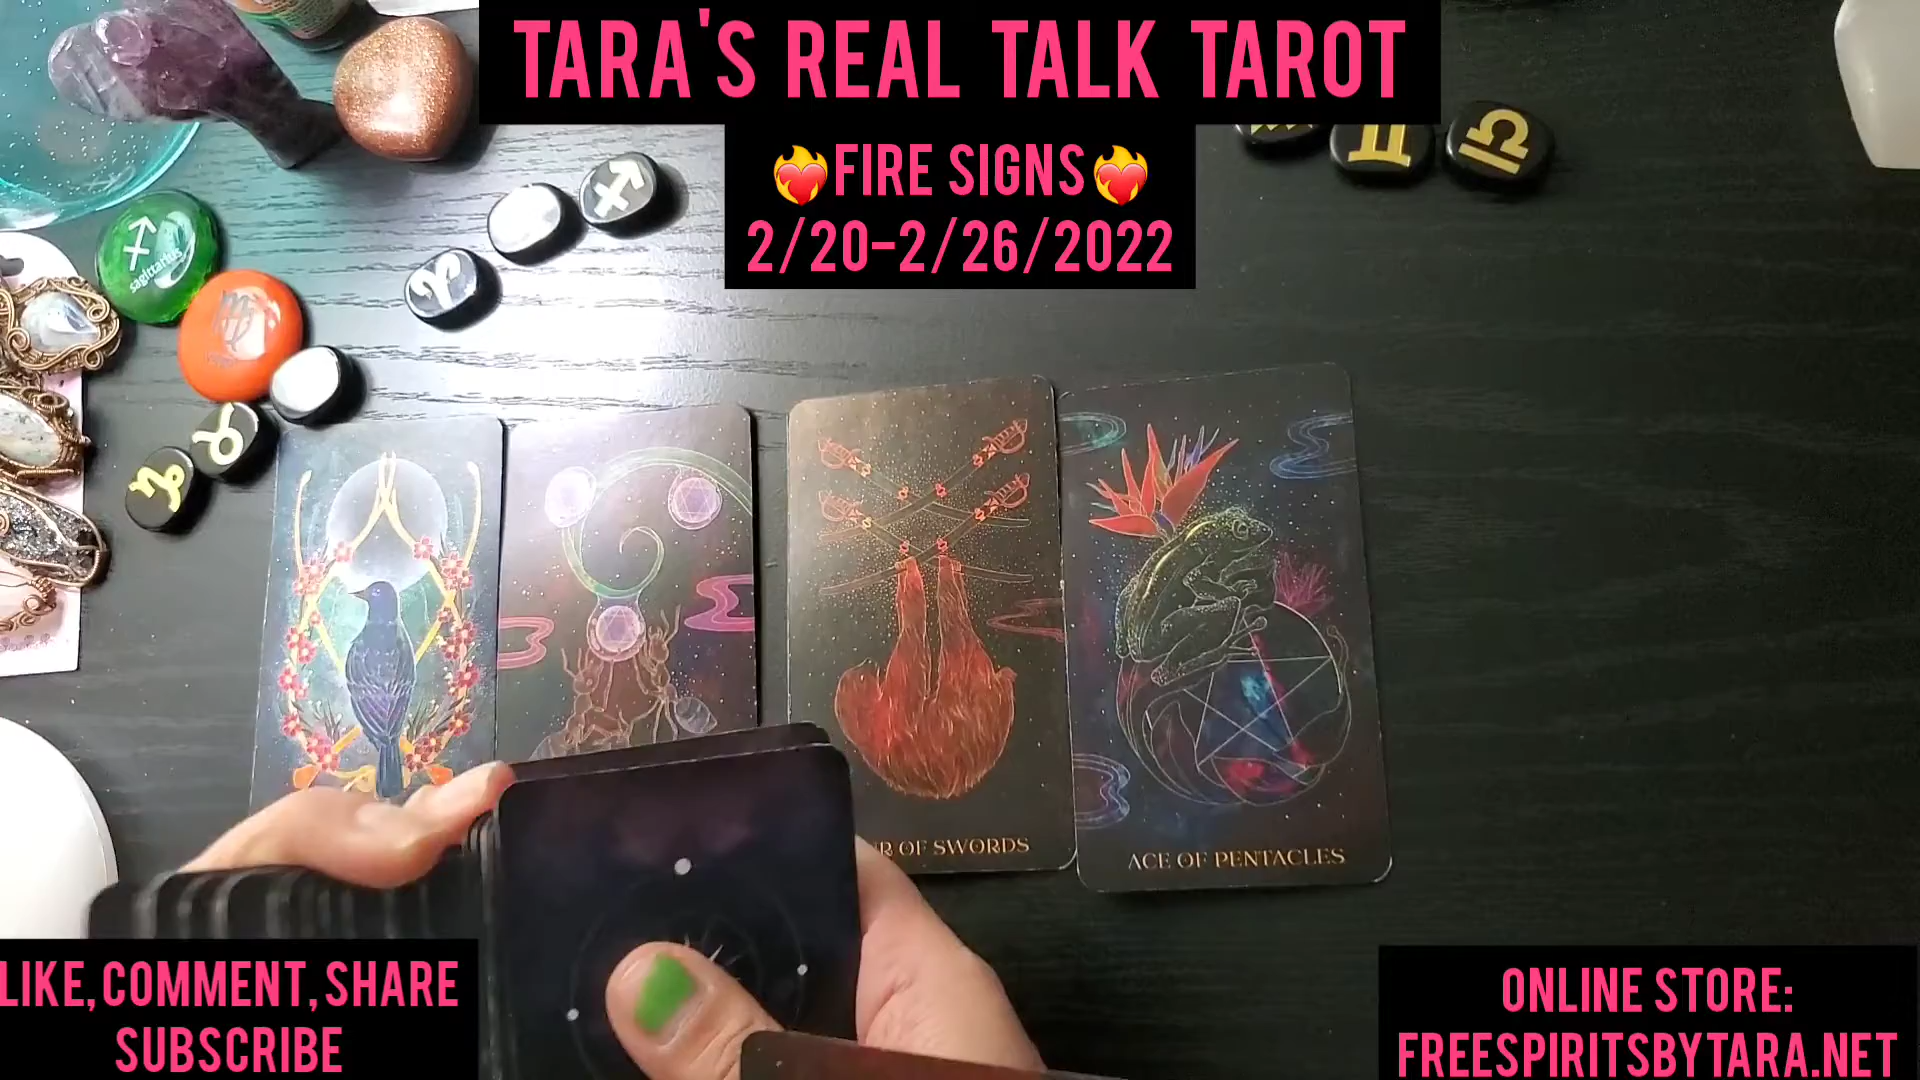 TARA'S REAL TALK TAROT
❤️‍🔥FIRE SIGNS❤️‍🔥
2/20-2/26/2022
sagittarius
R OF SWORDS
ACE OF PENTACLES
LIKE, COMMENT, SHARE
SUBSCRIBE
ONLINE STORE:
FREESPIRITSBYTARA.NET